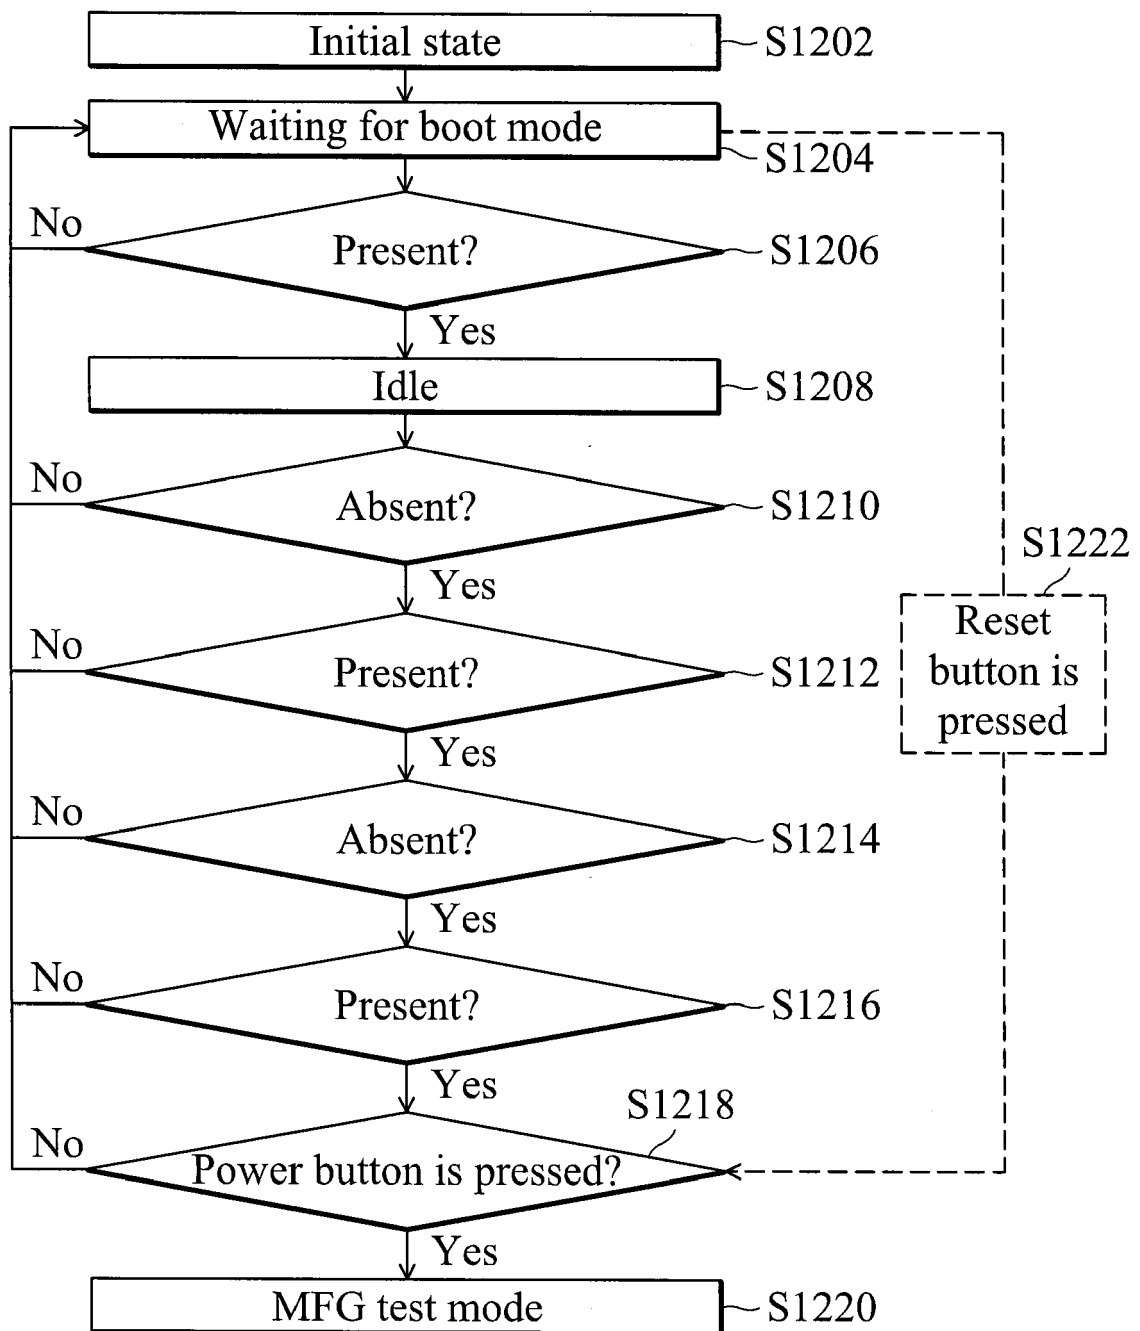 Initial state
S1202
Waiting for boot mode
S1204
No
Present?
S1206
Yes
Idle
S1208
No
Absent?
S1210
Yes
S1222
Reset
button is
pressed
No
Present?
S1212
Yes
No
Absent?
S1214
Yes
No
Present?
S1216
Yes
S1218
No
Power button is pressed?
Yes
MFG test mode
S1220